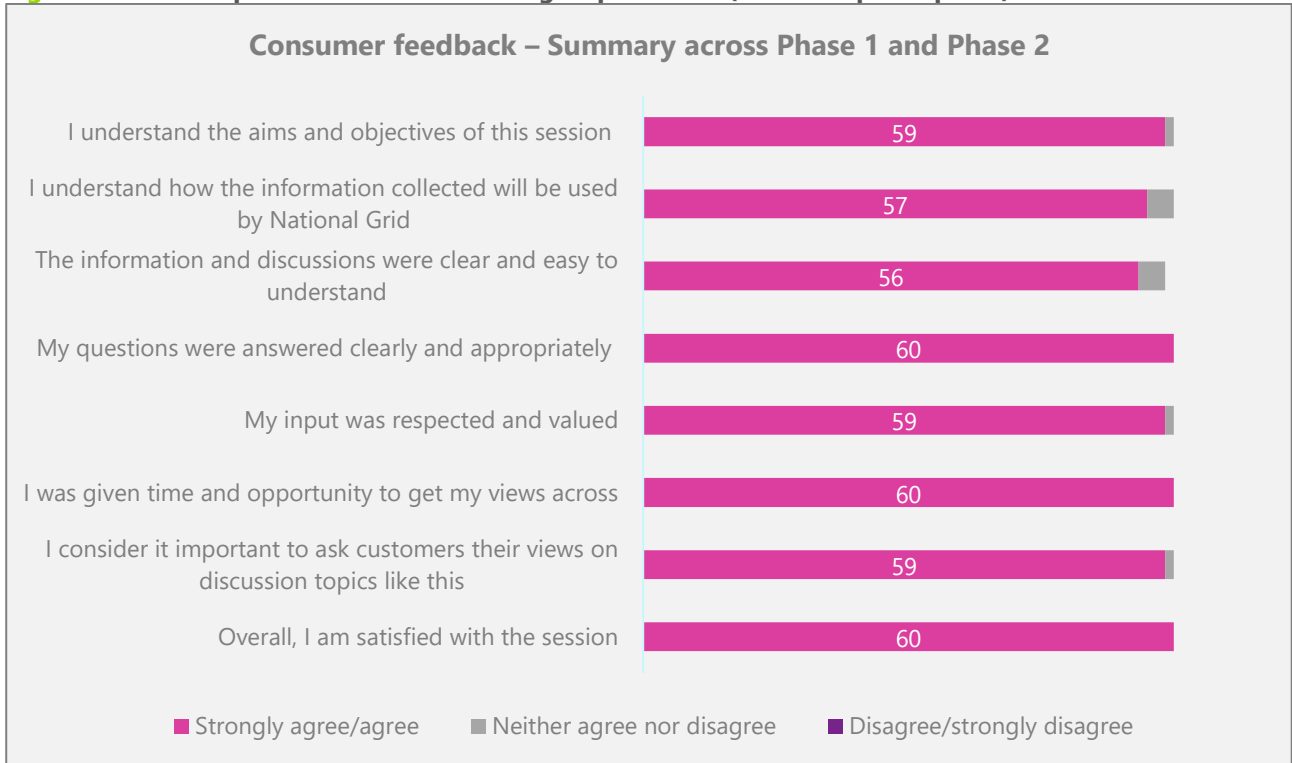 Consumer feedback – Summary across Phase 1 and Phase 2
I understand the aims and objectives of this session
59
I understand how the information collected will be used
by National Grid
57
The information and discussions were clear and easy to
understand
56
My questions were answered clearly and appropriately
60
My input was respected and valued
59
I was given time and opportunity to get my views across
60
I consider it important to ask customers their views on
discussion topics like this
59
Overall, I am satisfied with the session
60
Strongly agree/agree
Neither agree nor disagree
Disagree/strongly disagree